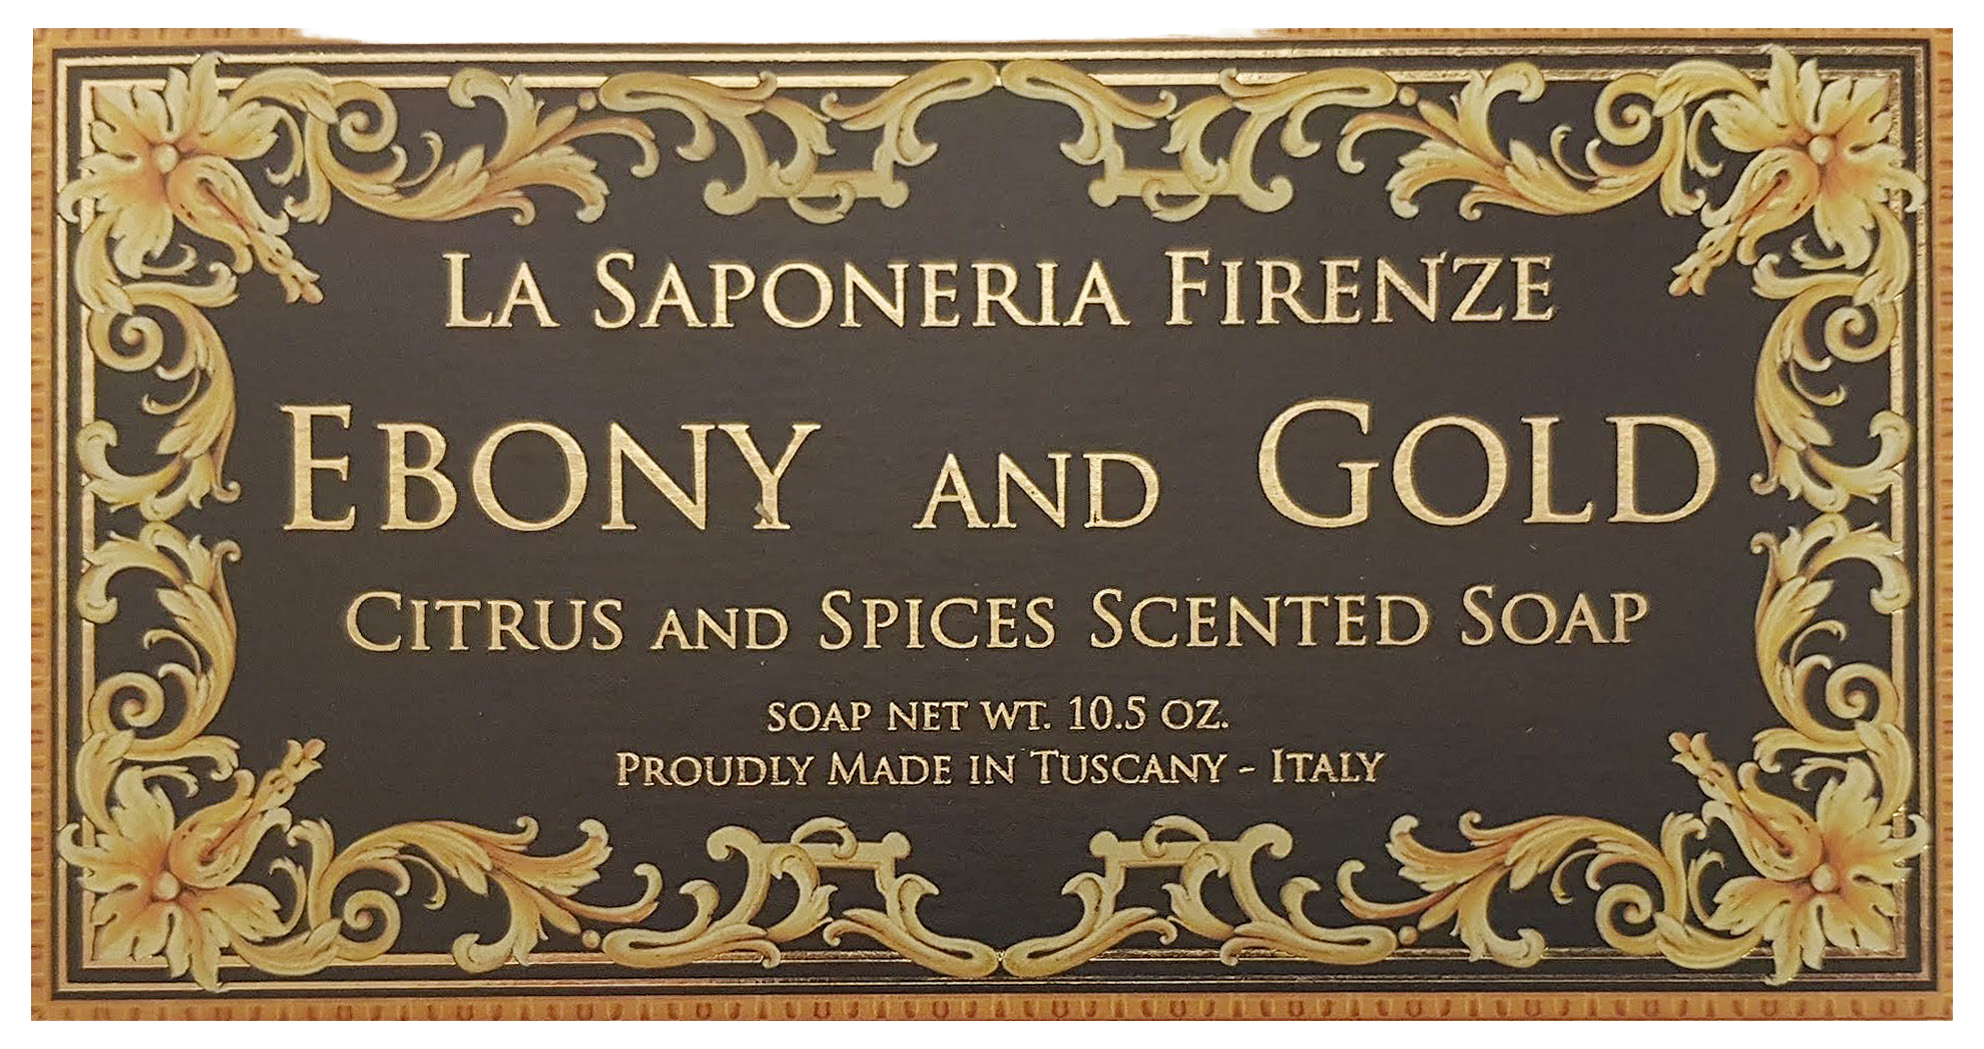 La Saponeria Firenze
Ebony and Gold
Citrus and Spices Scented Soap
soap net wt. 10.5 oz.
Proudly Made in Tuscany - Italy